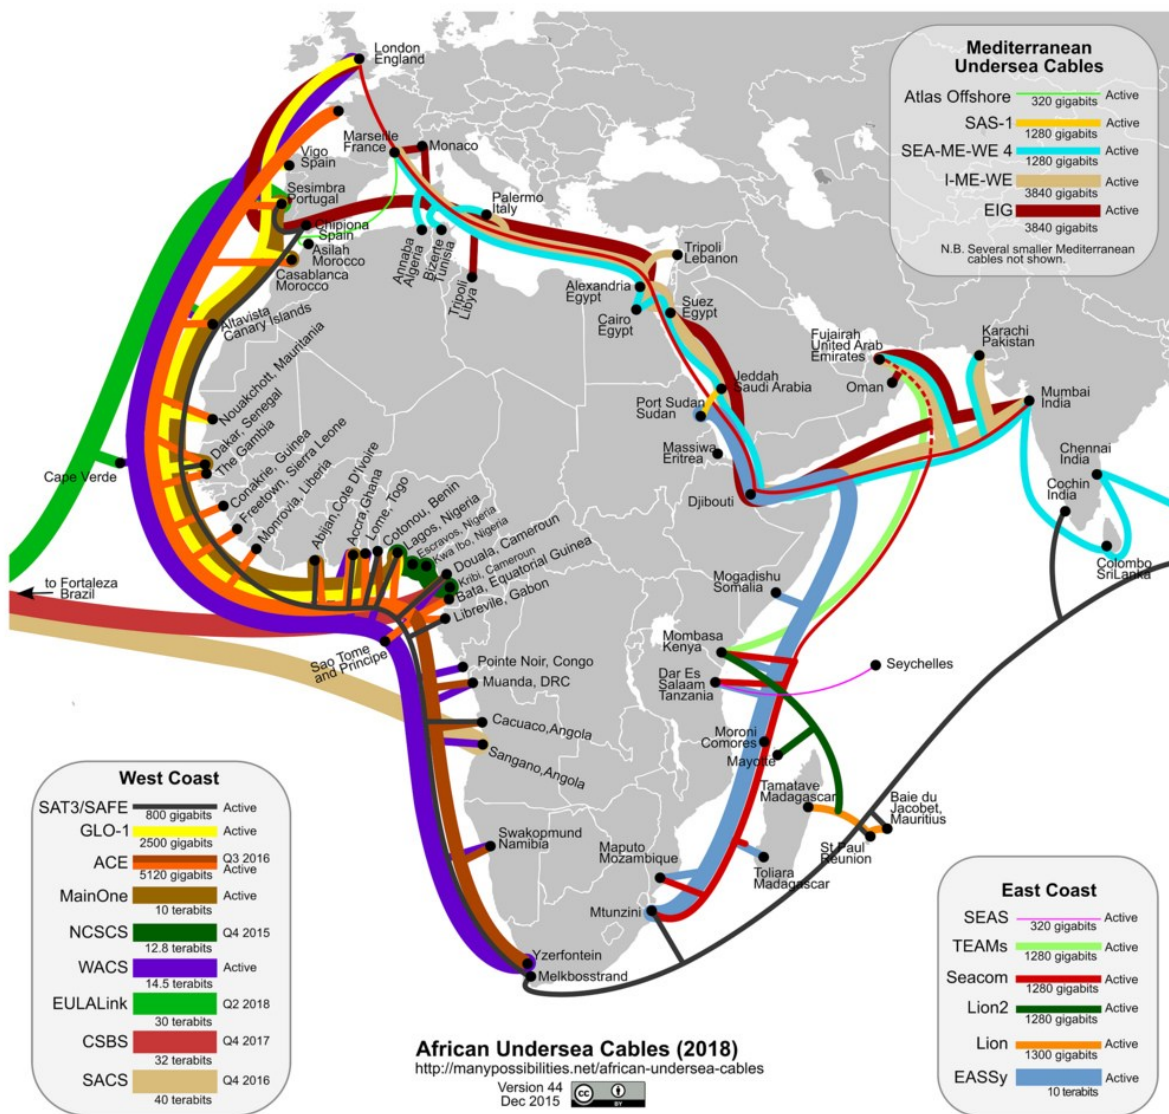 London
England
Marseille
France
Monaco
Vigo
Spain
Sesimbra
Portugal
Chipiona
Spain
Asilah
Morocco
Casablanca
Morocco
Palermo
Italy
Annaba
Algeria
Bizerte
Tunisia
Tripoli
Libya
Tripoli
Lebanon
Alexandria
Egypt
Cairo
Egypt
Suez
Egypt
Altavista
Canary Islands
Jeddah
Saudi Arabia
Port Sudan
Sudan
Massiwa
Eritrea
Djibouti
Fujairah
United Arab
Emirates
Oman
Karachi
Pakistan
Mumbai
India
Chennai
India
Cochin
India
Colombo
SriLanka
Nouakchott, Mauritania
Dakar, Senegal
The Gambia
Cape Verde
Conakrie, Guinea
Freetown, Sierra Leone
Monrovia, Liberia
Abijan,Cote D'Ivoire
Accra,Ghana
Lome, Togo
Cotonou, Benin
Lagos, Nigeria
Escravos, Nigeria
Kwa Ibo, Nigeria
Douala, Cameroun
Kribi, Cameroun
Bata, Equatorial Guinea
Libreville, Gabon
to Fortaleza
Brazil
Sao Tome
and Principe
Pointe Noir, Congo
Muanda, DRC
Cacuaco,Angola
Sangano,Angola
Swakopmund
Namibia
Yzerfontein
Melkbosstrand
Mogadishu
Somalia
Mombasa
Kenya
Dar Es
Salaam
Tanzania
Seychelles
Moroni
Comores
Mayotte
Tamatave
Madagascar
Baie du
Jacobet,
Mauritius
St Paul
Reunion
Toliara
Madagascar
Maputo
Mozambique
Mtunzini
Mediterranean
Undersea Cables
Atlas Offshore 320 gigabits Active
SAS-1 1280 gigabits Active
SEA-ME-WE 4 1280 gigabits Active
I-ME-WE 3840 gigabits Active
EIG 3840 gigabits Active
N.B. Several smaller Mediterranean
cables not shown.
West Coast
SAT3/SAFE 800 gigabits Active
GLO-1 2500 gigabits Active
ACE 5120 gigabits Q3 2016 Active
MainOne 10 terabits Active
NCSCS 12.8 terabits Q4 2015
WACS 14.5 terabits Active
EULALink 30 terabits Q2 2018
CSBS 32 terabits Q4 2017
SACS 40 terabits Q4 2016
East Coast
SEAS 320 gigabits Active
TEAMs 1280 gigabits Active
Seacom 1280 gigabits Active
Lion2 1280 gigabits Active
Lion 1300 gigabits Active
EASSy 10 terabits Active
African Undersea Cables (2018)
http://manypossibilities.net/african-undersea-cables
Version 44
Dec 2015
cc BY